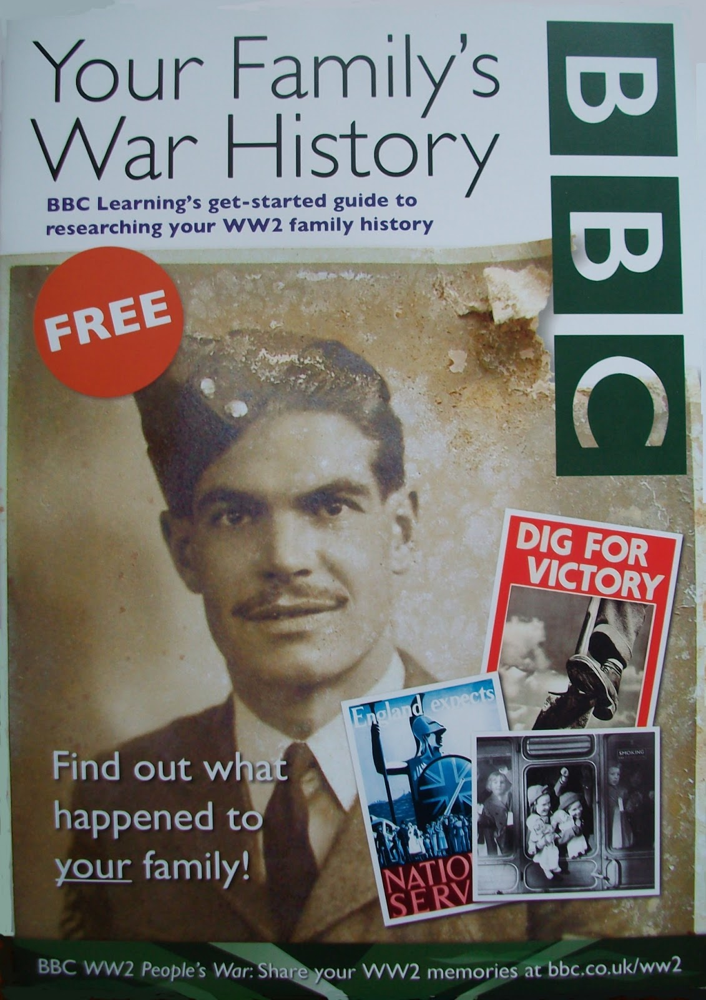 Your Family's
War History
BBC Learning's get-started guide to
researching your WW2 family history
BBC
FREE
DIG FOR
VICTORY
England expects
NATIO
SERV
SMOKING
Find out what
happened to
your family!
BBC WW2 People's War: Share your WW2 memories at bbc.co.uk/ww2